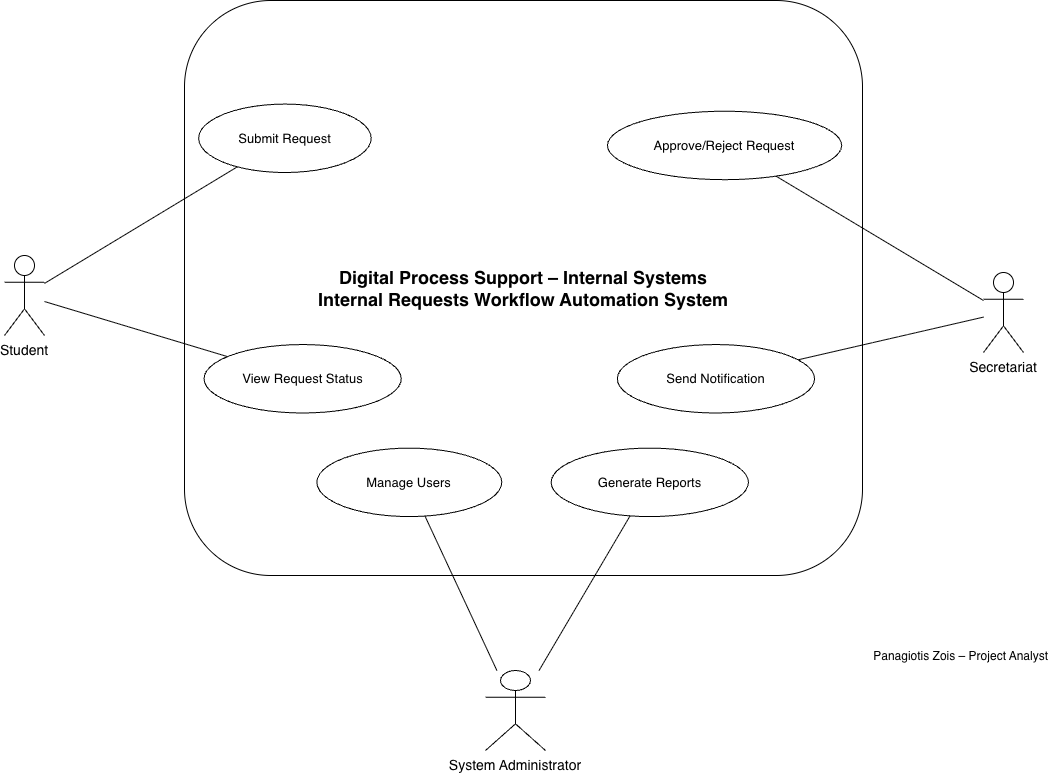 Submit Request
Approve/Reject Request
Digital Process Support – Internal Systems
Internal Requests Workflow Automation System
Student
Secretariat
View Request Status
Send Notification
Manage Users
Generate Reports
Panagiotis Zois – Project Analyst
System Administrator